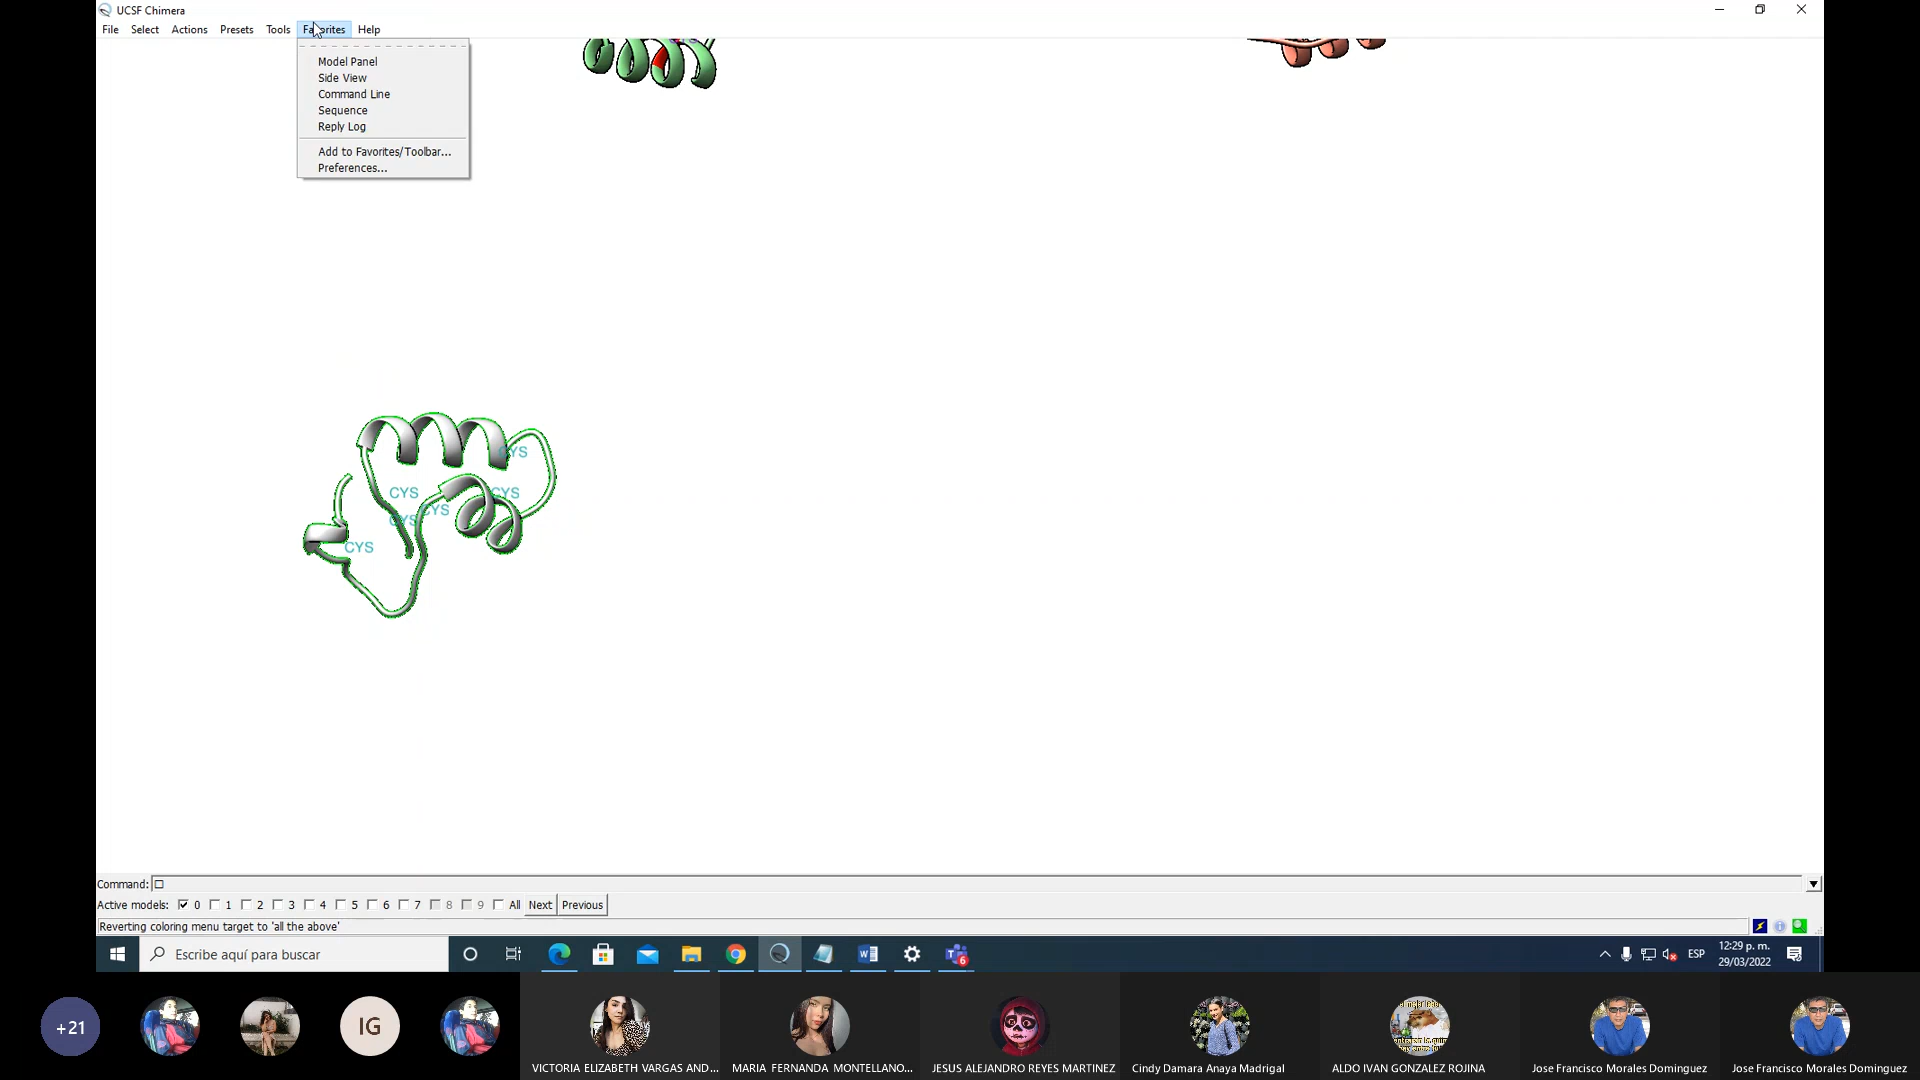 UCSF Chimera
File Select Actions Presets Tools Favorites Help
Model Panel
Side View
Command Line
Sequence
Reply Log
Add to Favorites/Toolbar...
Preferences...
CYS
CYS CYS
CYS CYS
CYS
Command:
Active models: 0 1 2 3 4 5 6 7 8 9 All Next Previous
Reverting coloring menu target to 'all the above'
Escribe aquí para buscar
6
ESP
12:29 p. m.
29/03/2022
+21
IG
VICTORIA ELIZABETH VARGAS AND...
MARIA FERNANDA MONTELLANO...
JESUS ALEJANDRO REYES MARTINEZ
Cindy Damara Anaya Madrigal
ALDO IVAN GONZALEZ ROJINA
Jose Francisco Morales Dominguez
Jose Francisco Morales Dominguez